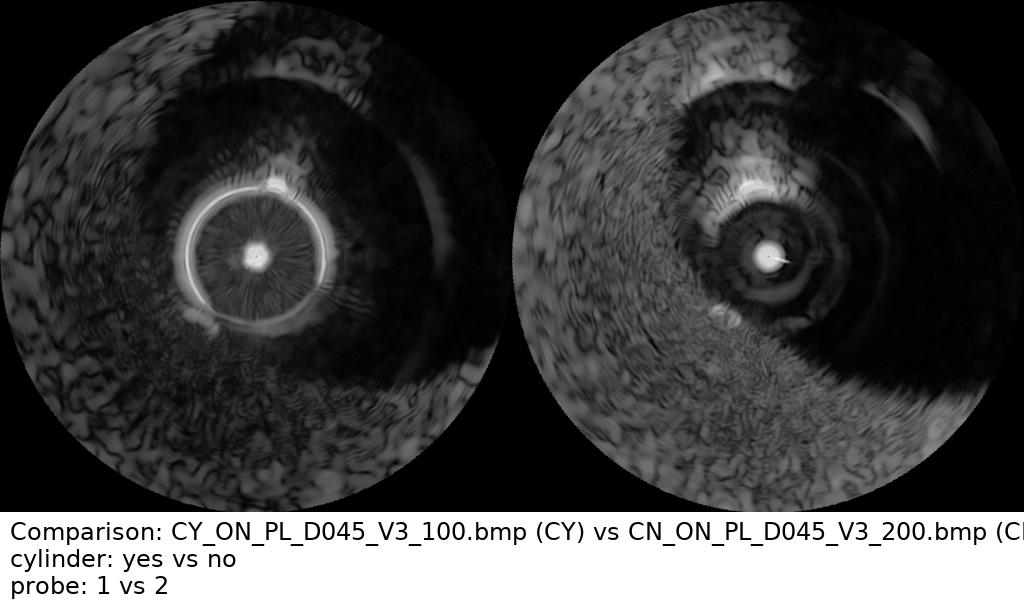 Comparison: CY_ON_PL_D045_V3_100.bmp (CY) vs CN_ON_PL_D045_V3_200.bmp (C
cylinder: yes vs no
probe: 1 vs 2